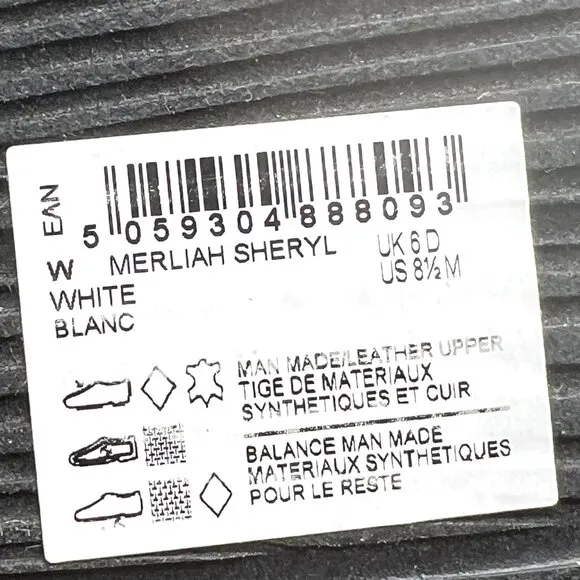 EAN
5 059304 888093
W MERLIAH SHERYL UK 6 D
WHITE US 8½ M
BLANC
MAN MADE/LEATHER UPPER
TIGE DE MATERIAUX
SYNTHETIQUES ET CUIR
BALANCE MAN MADE
MATERIAUX SYNTHETIQUES
POUR LE RESTE